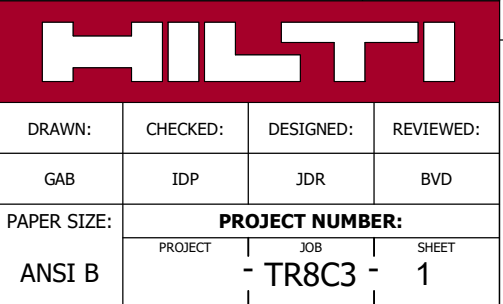 HILTI
DRAWN: CHECKED: DESIGNED: REVIEWED:
GAB IDP JDR BVD
PAPER SIZE: PROJECT NUMBER:
PROJECT JOB SHEET
ANSI B - TR8C3 - 1